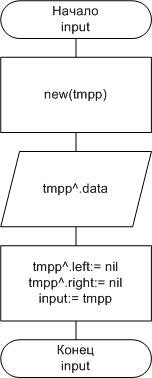 Начало
input
new(tmpp)
tmpp^.data
tmpp^.left:= nil
tmpp^.right:= nil
input:= tmpp
Конец
input